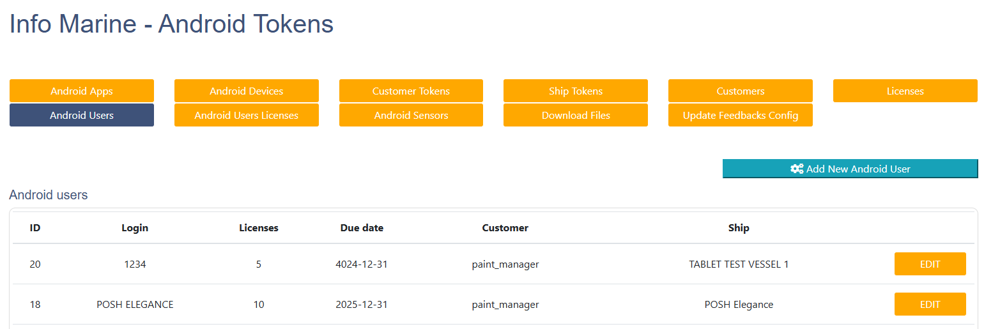 Info Marine - Android Tokens
Android Apps Android Devices Customer Tokens Ship Tokens Customers Licenses
Android Users Android Users Licenses Android Sensors Download Files Update Feedbacks Config
Add New Android User
Android users
ID Login Licenses Due date Customer Ship
20 1234 5 4024-12-31 paint_manager TABLET TEST VESSEL 1 EDIT
18 POSH ELEGANCE 10 2025-12-31 paint_manager POSH Elegance EDIT